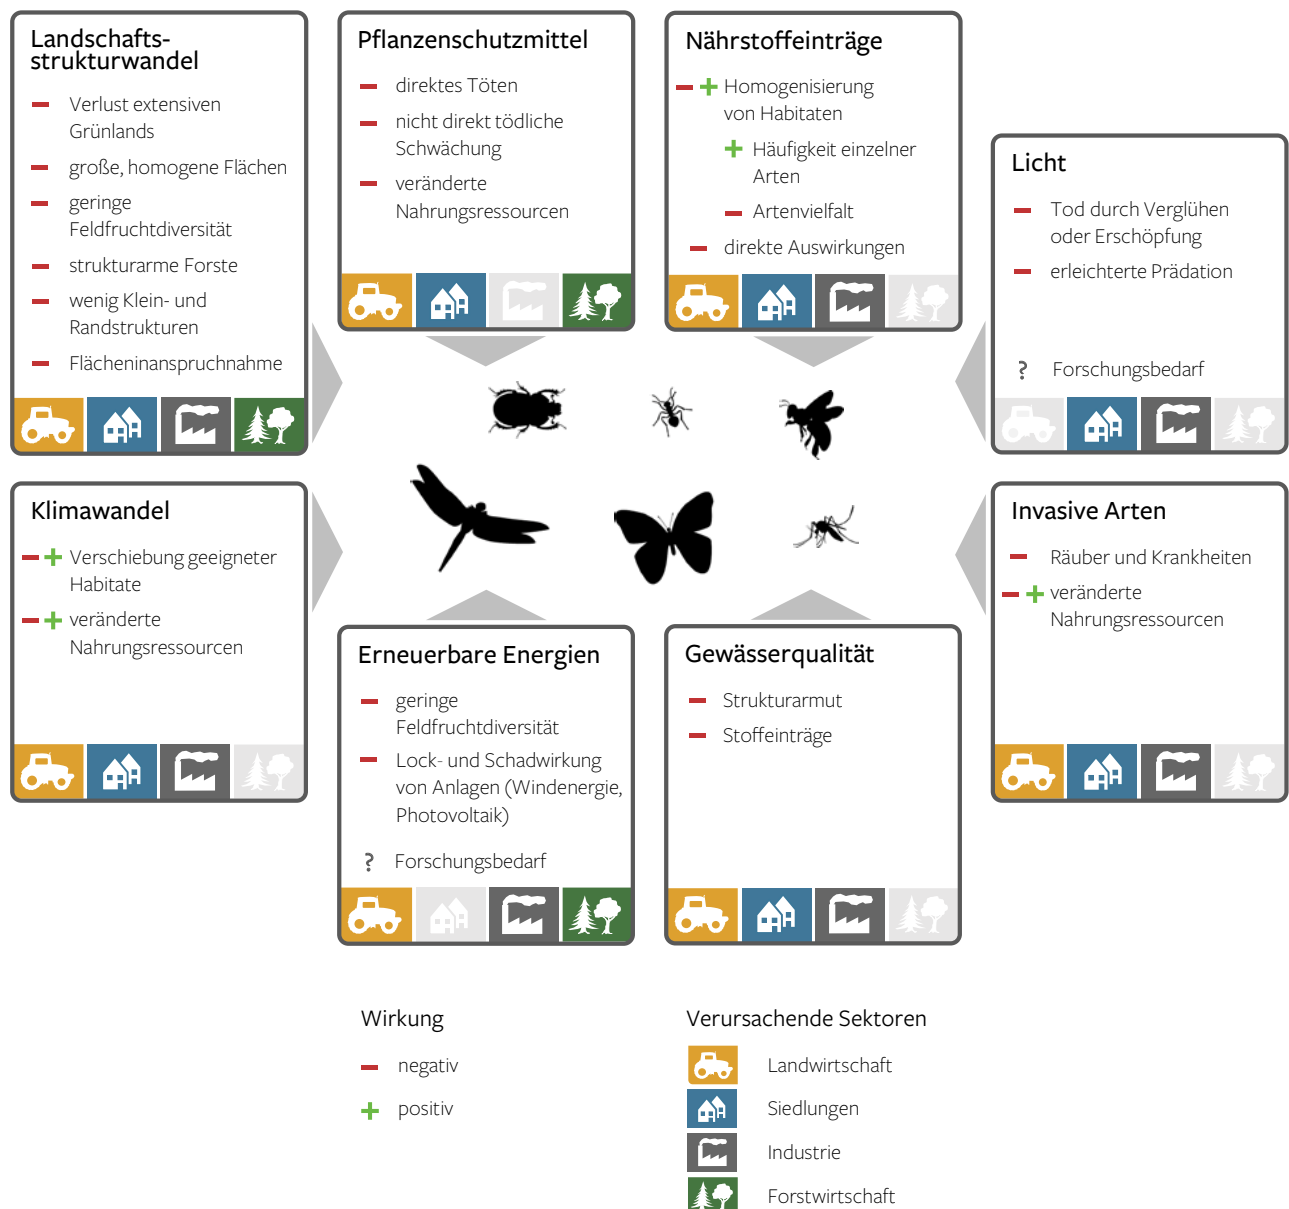 Landschafts-
strukturwandel
Verlust extensiven
Grünlands
große, homogene Flächen
geringe
Feldfruchtdiversität
strukturarme Forste
wenig Klein- und
Randstrukturen
Flächeninanspruchnahme
Pflanzenschutzmittel
direktes Töten
nicht direkt tödliche
Schwächung
veränderte
Nahrungsressourcen
Nährstoffeinträge
Homogenisierung
von Habitaten
Häufigkeit einzelner
Arten
Artenvielfalt
direkte Auswirkungen
Licht
Tod durch Verglühen
oder Erschöpfung
erleichterte Prädation
? Forschungsbedarf
Klimawandel
Verschiebung geeigneter
Habitate
veränderte
Nahrungsressourcen
Erneuerbare Energien
geringe
Feldfruchtdiversität
Lock- und Schadwirkung
von Anlagen (Windenergie,
Photovoltaik)
? Forschungsbedarf
Gewässerqualität
Strukturarmut
Stoffeinträge
Invasive Arten
Räuber und Krankheiten
veränderte
Nahrungsressourcen
Wirkung
negativ
positiv
Verursachende Sektoren
Landwirtschaft
Siedlungen
Industrie
Forstwirtschaft